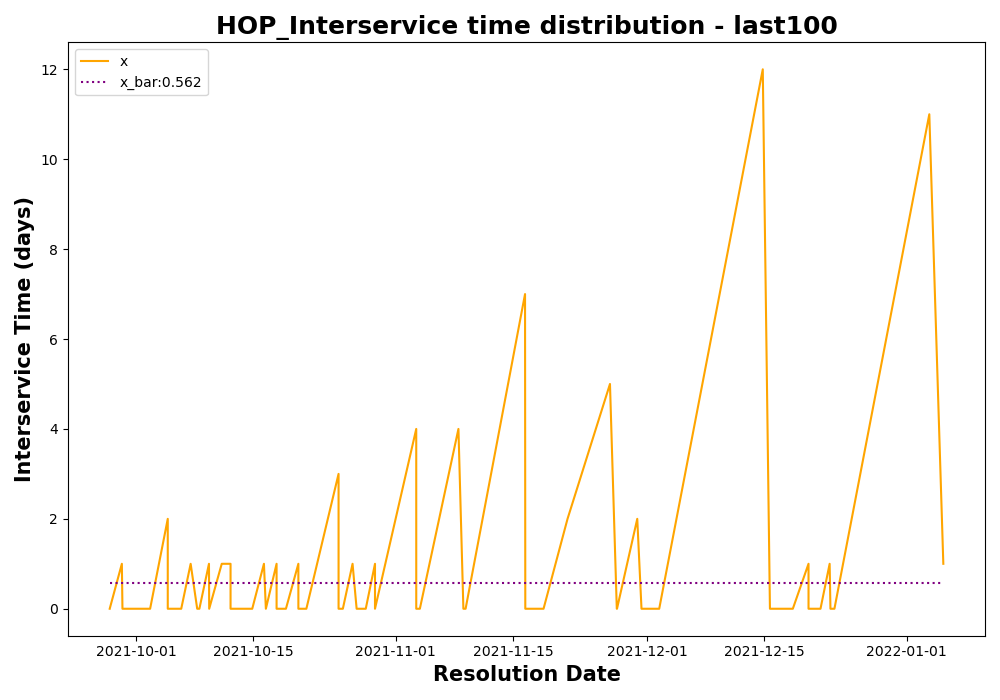 HOP_Interservice time distribution - last100
x
x_bar:0.562
Interservice Time (days)
12
10
8
6
4
2
0
2021-10-01 2021-10-15 2021-11-01 2021-11-15 2021-12-01 2021-12-15 2022-01-01
Resolution Date